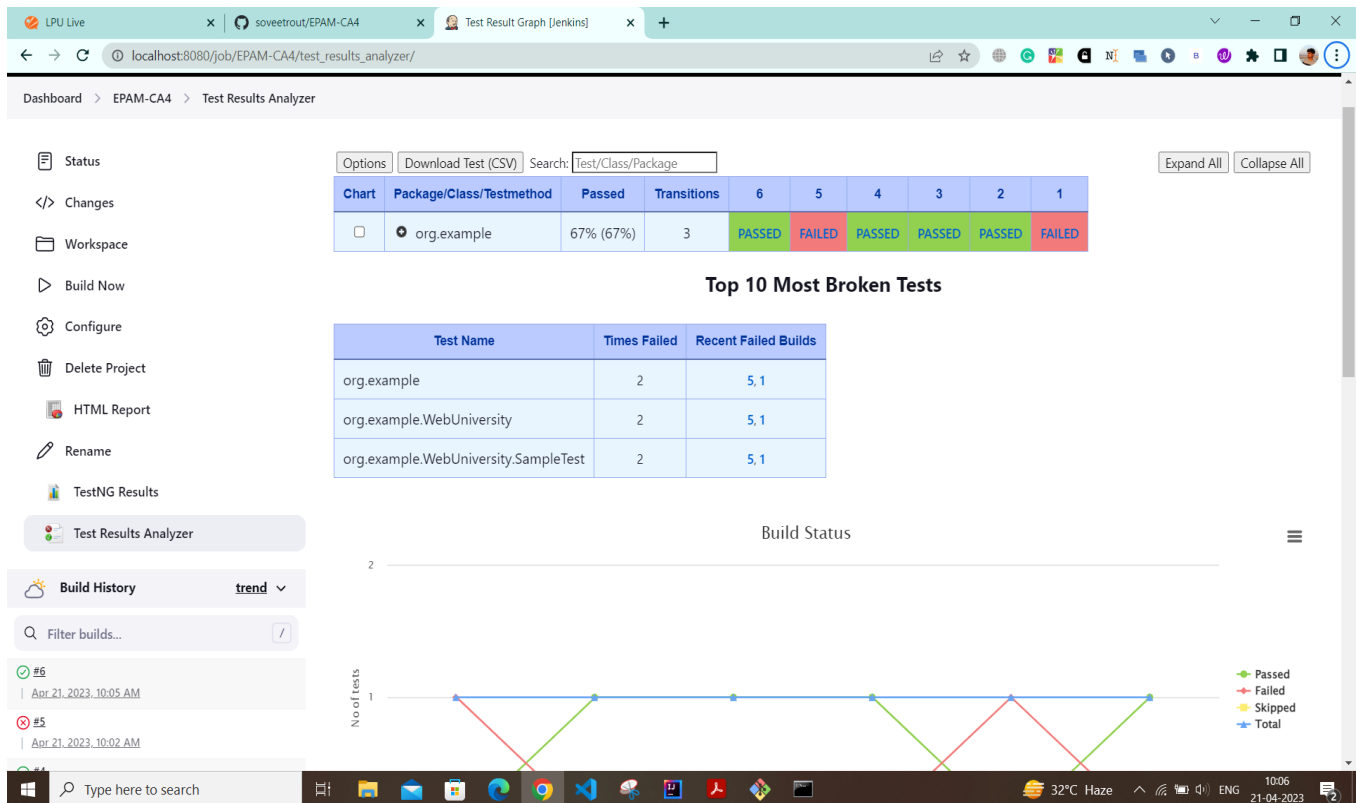 LPU Live
soveetrout/EPAM-CA4
Test Result Graph [Jenkins]
localhost:8080/job/EPAM-CA4/test_results_analyzer/
Dashboard > EPAM-CA4 > Test Results Analyzer
Status
Changes
Workspace
Build Now
Configure
Delete Project
HTML Report
Rename
TestNG Results
Test Results Analyzer
Build History trend
Filter builds... /
#6
Apr 21, 2023, 10:05 AM
#5
Apr 21, 2023, 10:02 AM
Options Download Test (CSV) Search: Test/Class/Package Expand All Collapse All
Chart Package/Class/Testmethod Passed Transitions 6 5 4 3 2 1
org.example 67% (67%) 3 PASSED FAILED PASSED PASSED PASSED FAILED
Top 10 Most Broken Tests
Test Name Times Failed Recent Failed Builds
org.example 2 5, 1
org.example.WebUniversity 2 5, 1
org.example.WebUniversity.SampleTest 2 5, 1
Build Status
2
1
No of tests
Passed
Failed
Skipped
Total
Type here to search
32°C Haze
ENG
10:06
21-04-2023
2